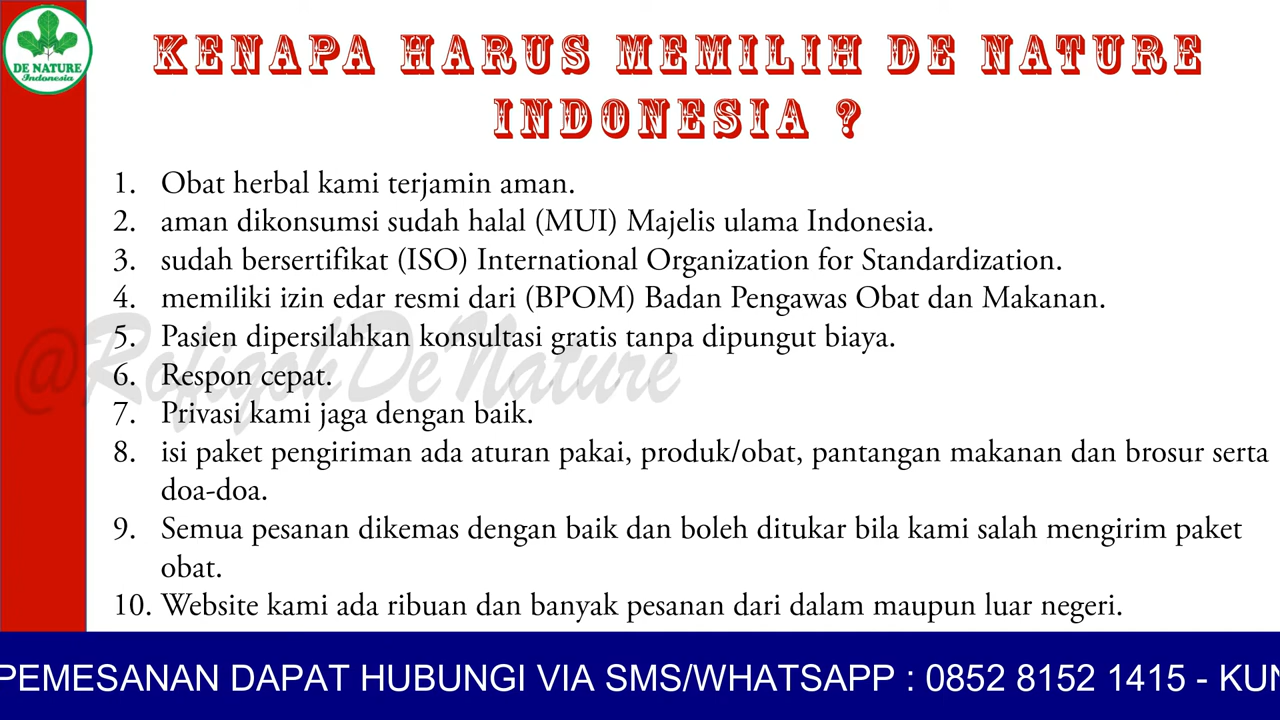 DE NATURE
Indonesia
KENAPA HARUS MEMILIH DE NATURE
INDONESIA ?
1. Obat herbal kami terjamin aman.
2. aman dikonsumsi sudah halal (MUI) Majelis ulama Indonesia.
3. sudah bersertifikat (ISO) International Organization for Standardization.
4. memiliki izin edar resmi dari (BPOM) Badan Pengawas Obat dan Makanan.
5. Pasien dipersilahkan konsultasi gratis tanpa dipungut biaya.
@RofiqohDe'Nature
6. Respon cepat.
7. Privasi kami jaga dengan baik.
8. isi paket pengiriman ada aturan pakai, produk/obat, pantangan makanan dan brosur serta
doa-doa.
9. Semua pesanan dikemas dengan baik dan boleh ditukar bila kami salah mengirim paket
obat.
10. Website kami ada ribuan dan banyak pesanan dari dalam maupun luar negeri.
PEMESANAN DAPAT HUBUNGI VIA SMS/WHATSAPP : 0852 8152 1415 - KUN